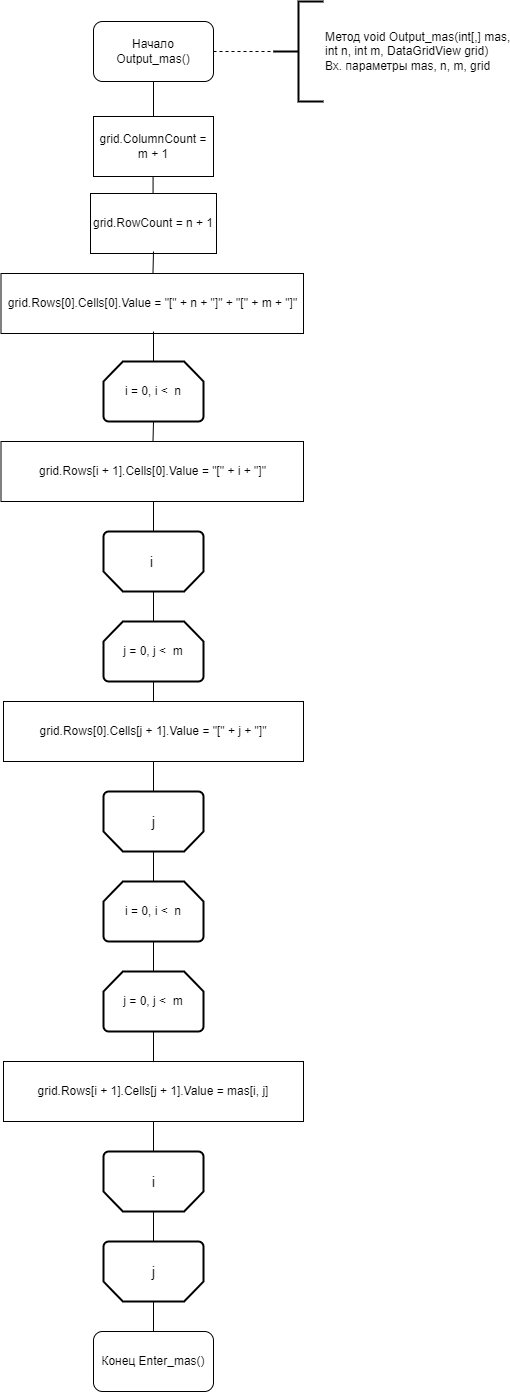 Начало
Output_mas()
Метод void Output_mas(int[,] mas,
int n, int m, DataGridView grid)
Вх. параметры mas, n, m, grid
grid.ColumnCount =
m + 1
grid.RowCount = n + 1
grid.Rows[0].Cells[0].Value = "[" + n + "]" + "[" + m + "]"
i = 0, i < n
grid.Rows[i + 1].Cells[0].Value = "[" + i + "]"
i
j = 0, j < m
grid.Rows[0].Cells[j + 1].Value = "[" + j + "]"
j
i = 0, i < n
j = 0, j < m
grid.Rows[i + 1].Cells[j + 1].Value = mas[i, j]
i
j
Конец Enter_mas()